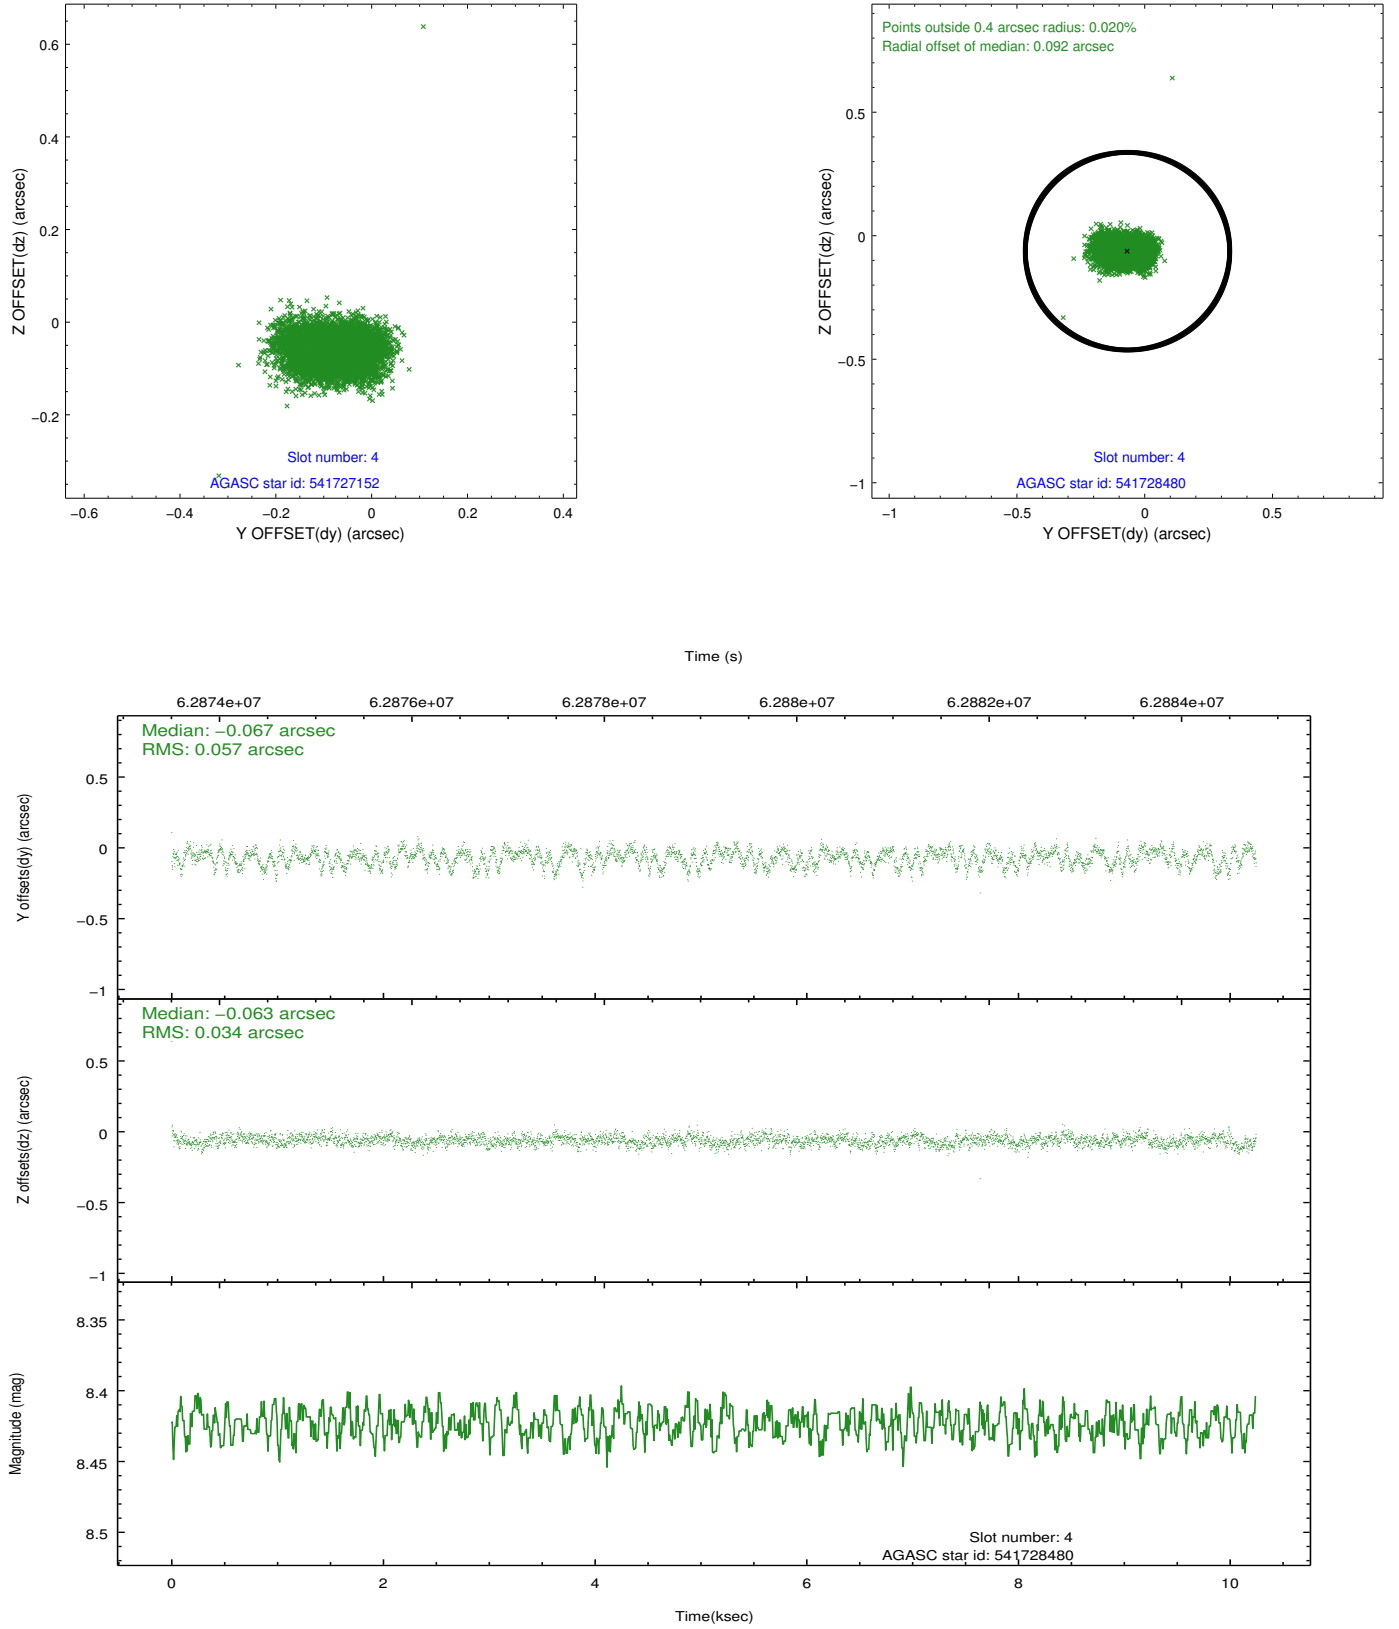 0.6
0.4
0.2
0
−0.2
Z OFFSET(dz) (arcsec)
Slot number: 4
AGASC star id: 541727152
−0.6 −0.4 −0.2 0 0.2 0.4
Y OFFSET(dy) (arcsec)
Points outside 0.4 arcsec radius: 0.020%
Radial offset of median: 0.092 arcsec
0.5
0
−0.5
−1
Z OFFSET(dz) (arcsec)
Slot number: 4
AGASC star id: 541728480
−1 −0.5 0 0.5
Y OFFSET(dy) (arcsec)
Time (s)
6.2874e+07 6.2876e+07 6.2878e+07 6.288e+07 6.2882e+07 6.2884e+07
Median: −0.067 arcsec
RMS: 0.057 arcsec
0.5
0
−0.5
−1
Y offsets(dy) (arcsec)
Median: −0.063 arcsec
RMS: 0.034 arcsec
0.5
0
−0.5
−1
Z offsets(dz) (arcsec)
8.35
8.4
8.45
8.5
Magnitude (mag)
Slot number: 4
AGASC star id: 541728480
0 2 4 6 8 10
Time(ksec)